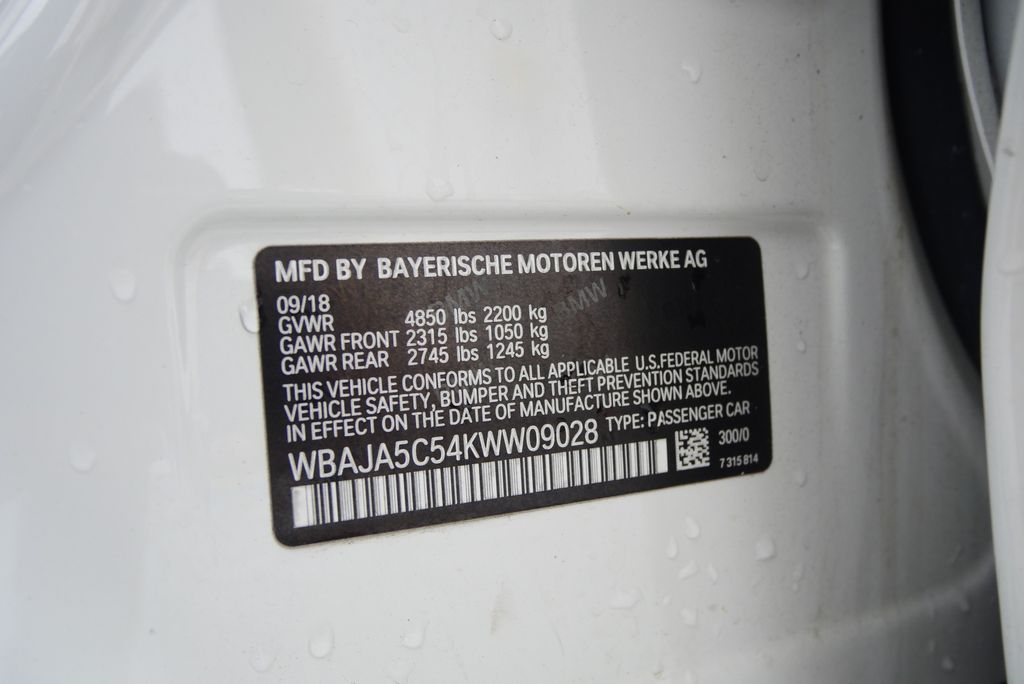 MFD BY BAYERISCHE MOTOREN WERKE AG
09/18
GVWR 4850 lbs 2200 kg
GAWR FRONT 2315 lbs 1050 kg
GAWR REAR 2745 lbs 1245 kg
THIS VEHICLE CONFORMS TO ALL APPLICABLE U.S.FEDERAL MOTOR
VEHICLE SAFETY, BUMPER AND THEFT PREVENTION STANDARDS
IN EFFECT ON THE DATE OF MANUFACTURE SHOWN ABOVE.
WBAJA5C54KWW09028 TYPE: PASSENGER CAR
300/0
7 315 814
BMW
BMW